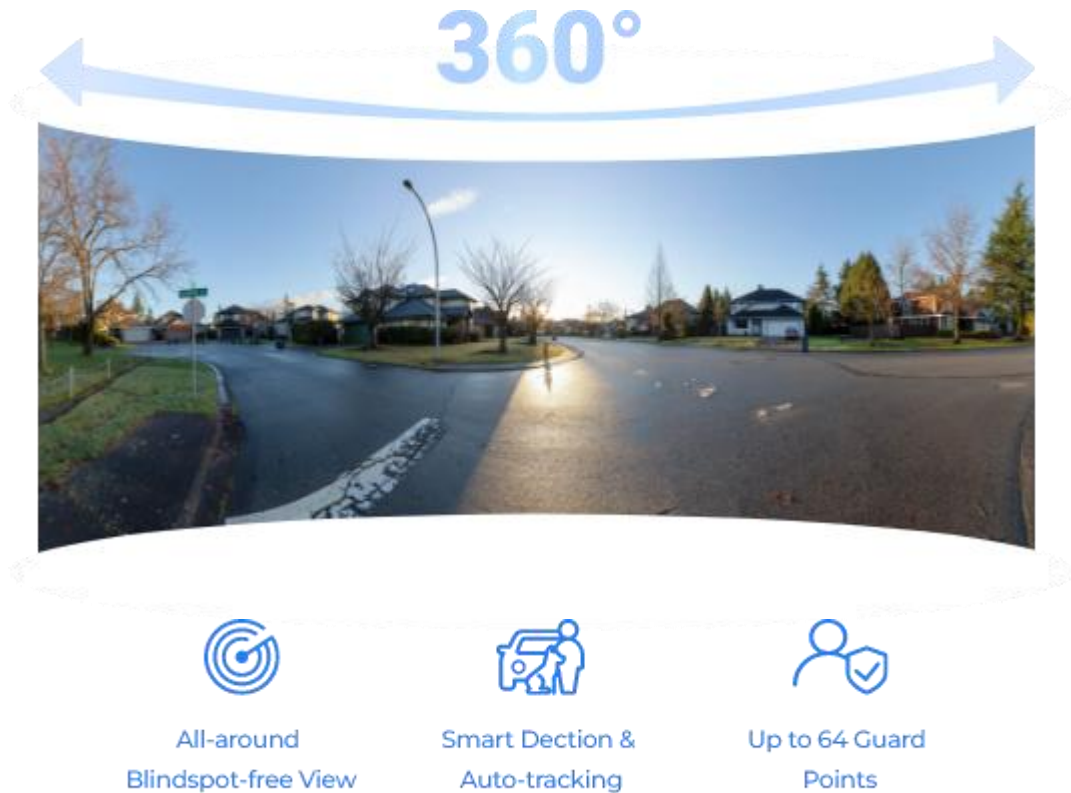 360°
All-around
Blindspot-free View
Smart Dection &
Auto-tracking
Up to 64 Guard
Points